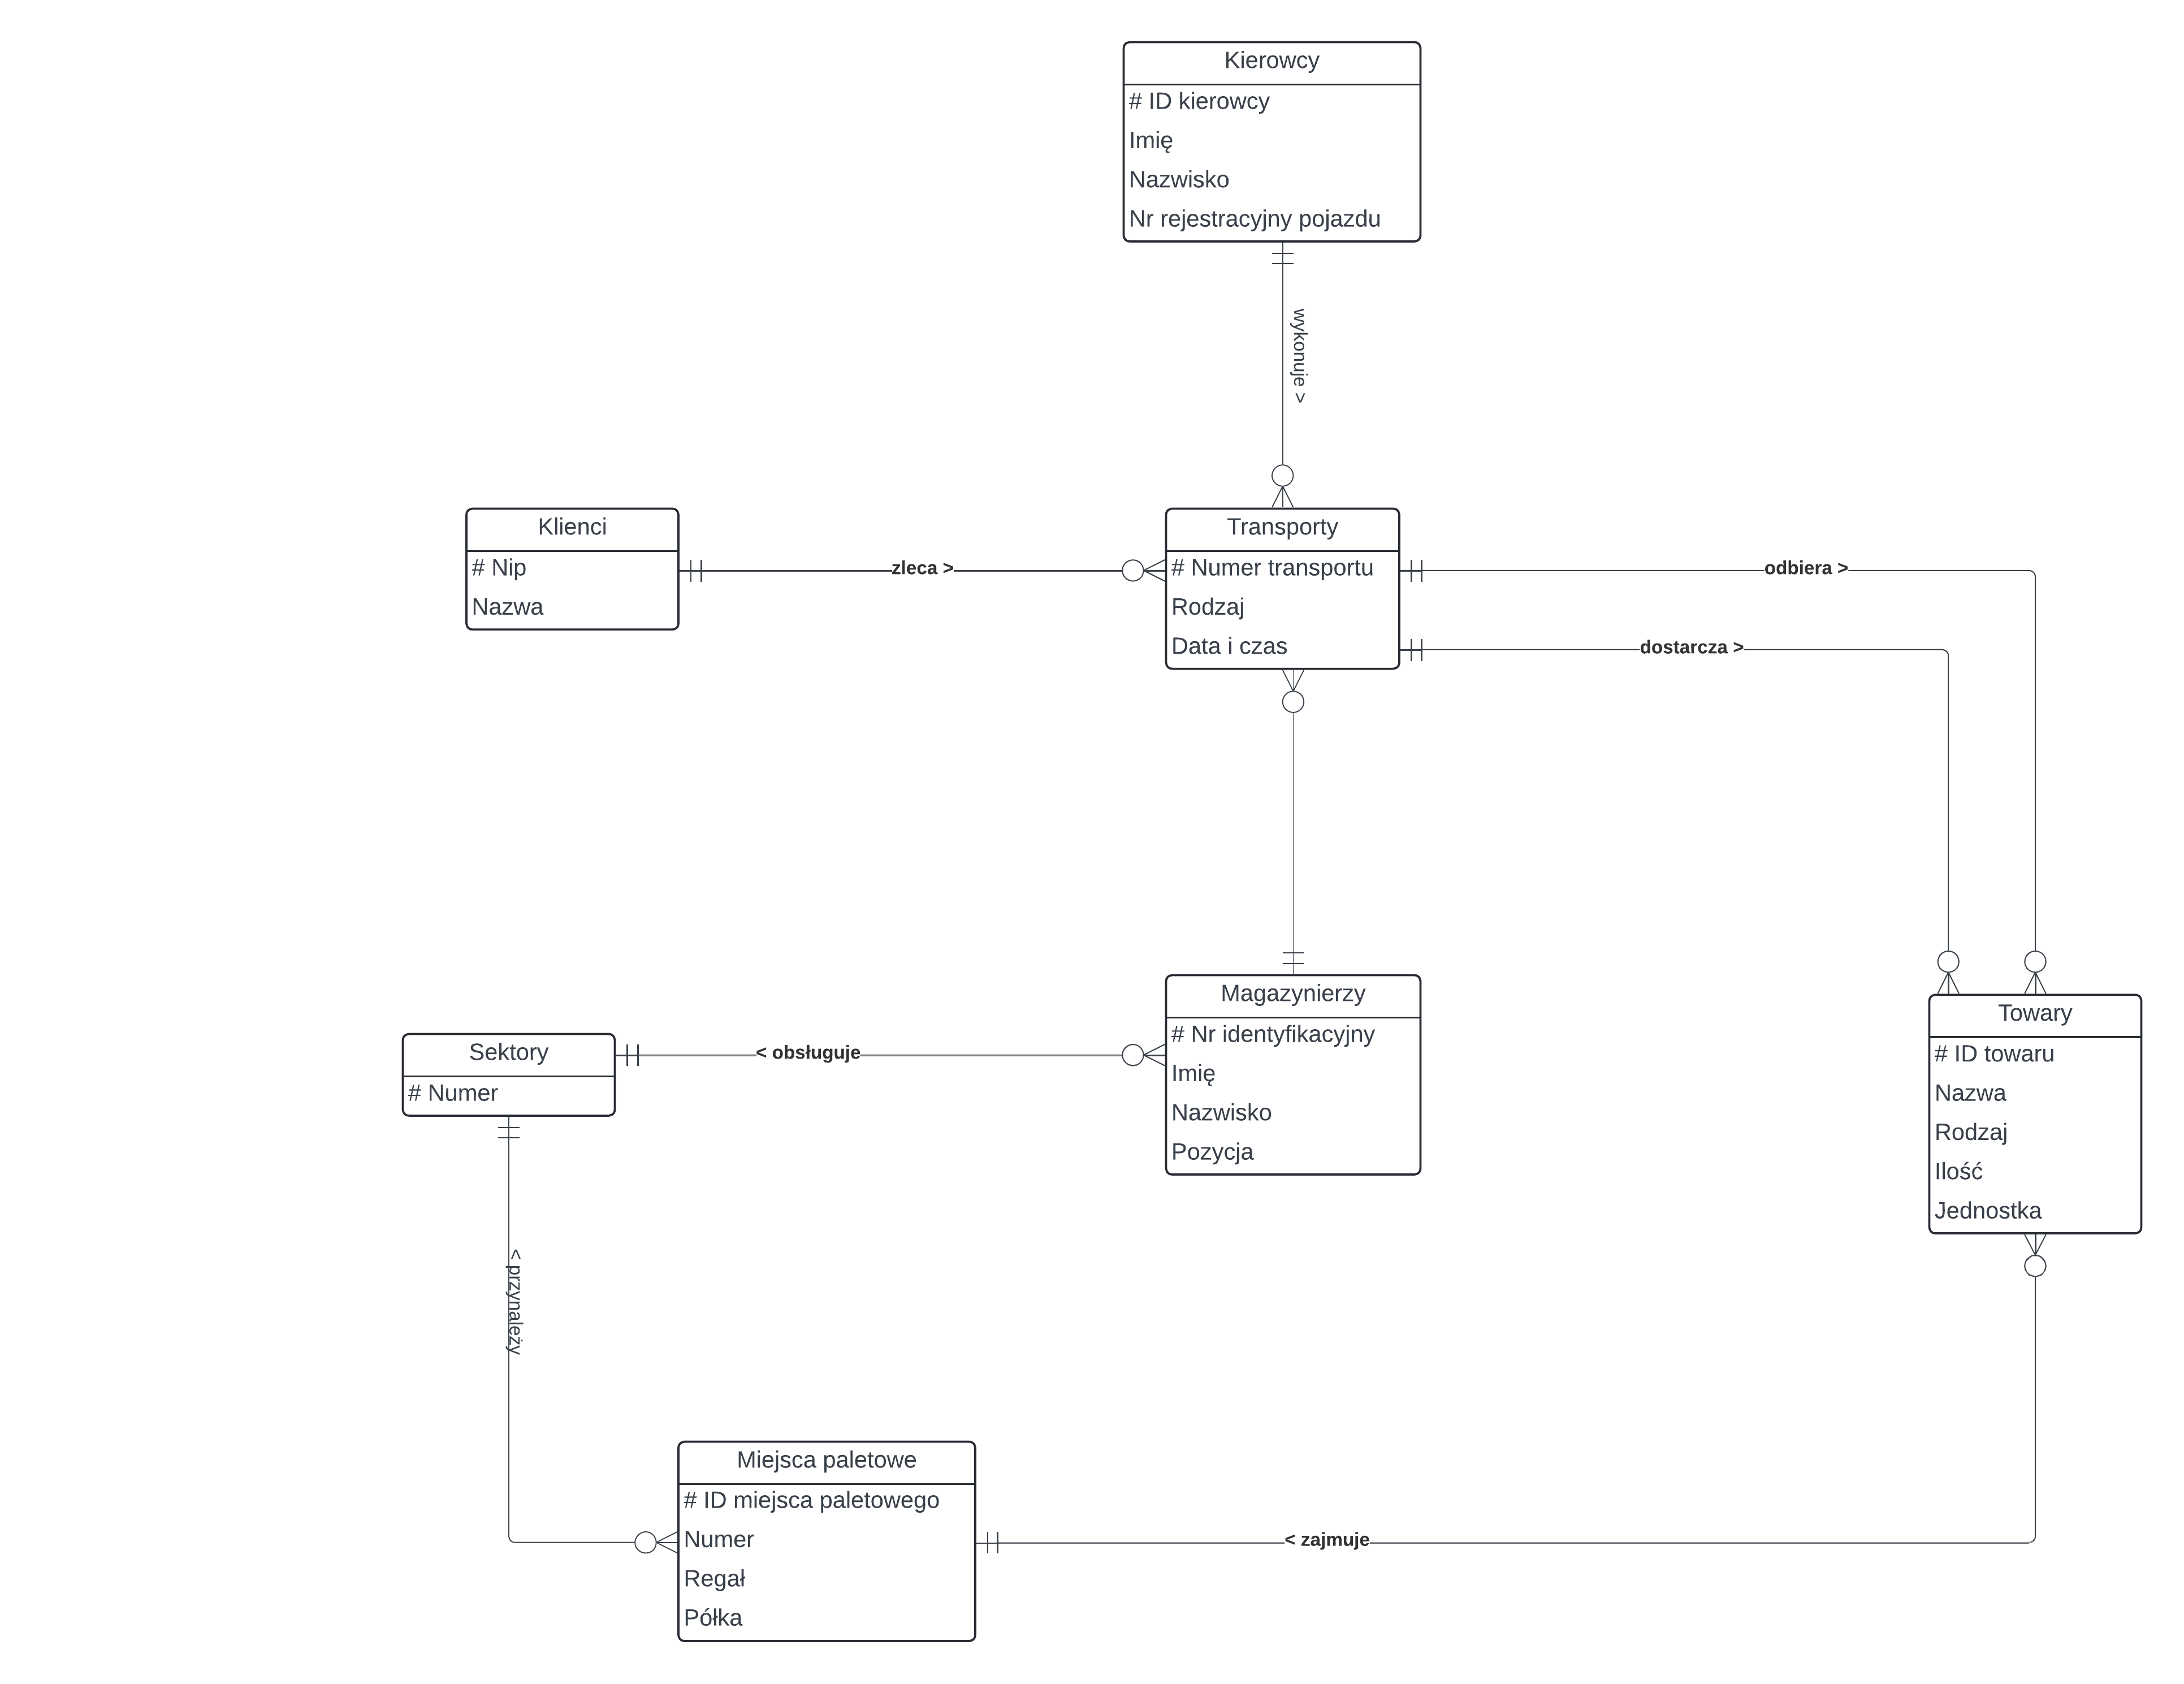 Kierowcy
# ID kierowcy
Imię
Nazwisko
Nr rejestracyjny pojazdu
wykonuje >
Klienci
# Nip
Nazwa
zleca >
Transporty
# Numer transportu
Rodzaj
Data i czas
odbiera >
dostarcza >
Sektory
# Numer
< obsługuje
Magazynierzy
# Nr identyfikacyjny
Imię
Nazwisko
Pozycja
Towary
# ID towaru
Nazwa
Rodzaj
Ilość
Jednostka
< przynależy
Miejsca paletowe
# ID miejsca paletowego
Numer
Regał
Półka
< zajmuje